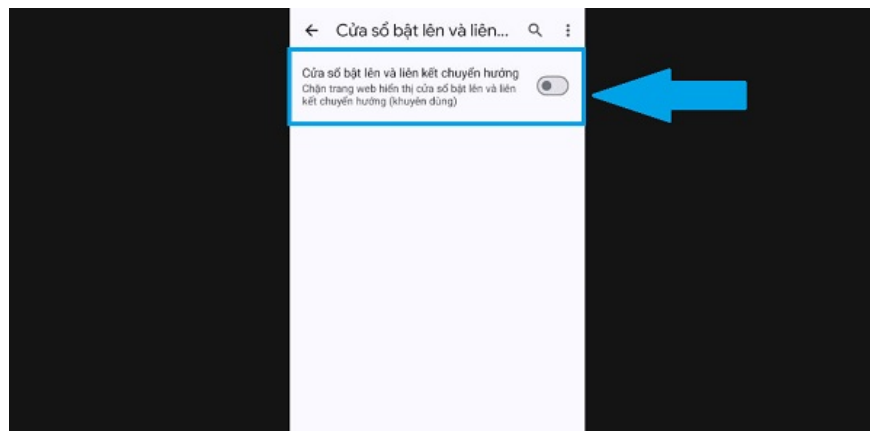 Cửa sổ bật lên và liên...
Cửa sổ bật lên và liên kết chuyển hướng
Chặn trang web hiển thị cửa sổ bật lên và liên
kết chuyển hướng (khuyên dùng)